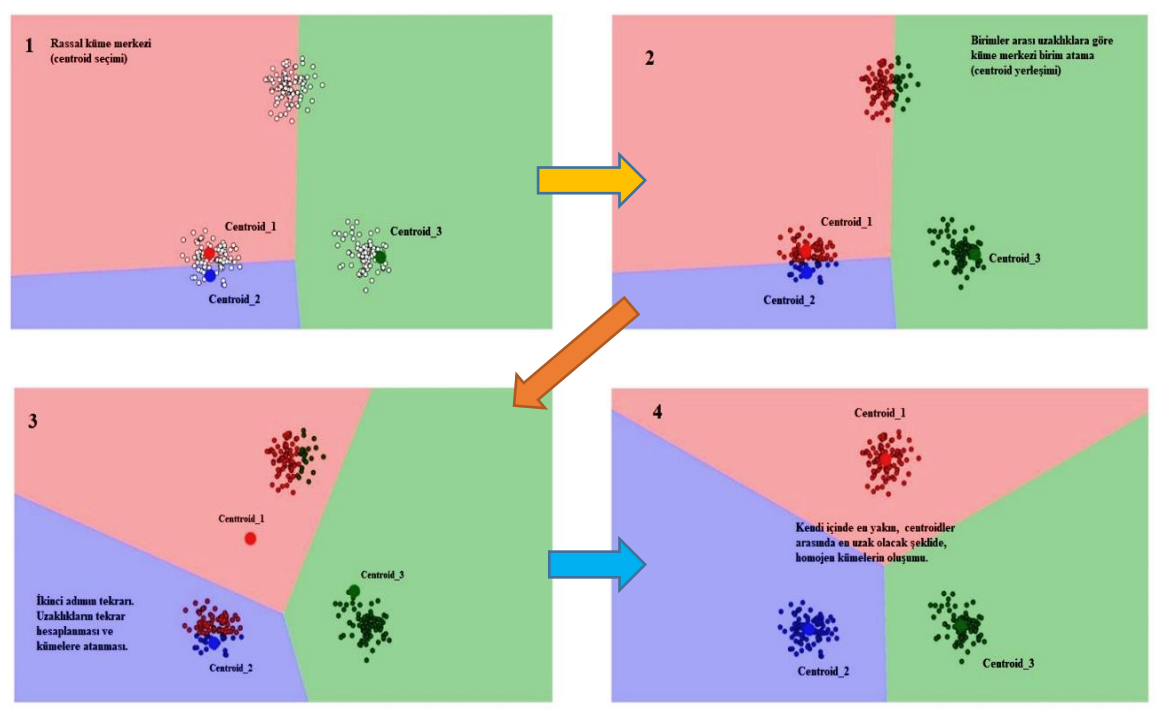 1
Rassal küme merkezi
(centroid seçimi)
Centroid_1
Centroid_3
Centroid_2
2
Birimler arası uzaklıklara göre
küme merkezi birim atama
(centroid yerleşimi)
Centroid_1
Centroid_3
Centroid_2
3
Centtroid_1
Centroid_3
İkinci adımın tekrarı.
Uzaklıkların tekrar
hesaplanması ve
kümelere atanması.
Centroid_2
4
Centroid_1
Kendi içinde en yakın, centroidler
arasında en uzak olacak şeklide,
homojen kümelerin oluşumu.
Centroid_2
Centroid_3